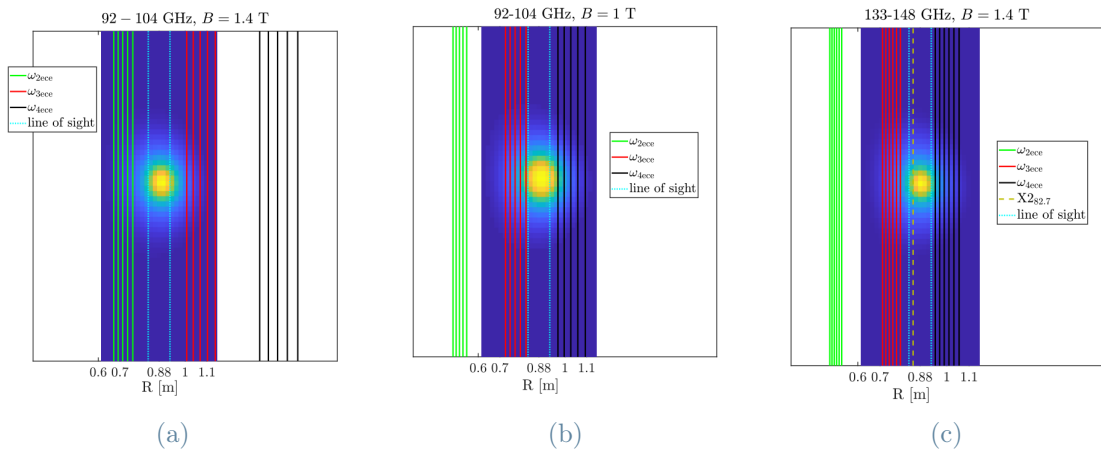 92 – 104 GHz, B = 1.4 T
ω2ece
ω3ece
ω4ece
line of sight
0.6 0.7 0.88 1 1.1
R [m]
(a)
92-104 GHz, B = 1 T
ω2ece
ω3ece
ω4ece
line of sight
0.6 0.7 0.88 1 1.1
R [m]
(b)
133-148 GHz, B = 1.4 T
ω2ece
ω3ece
ω4ece
X282.7
line of sight
0.6 0.7 0.88 1 1.1
R [m]
(c)